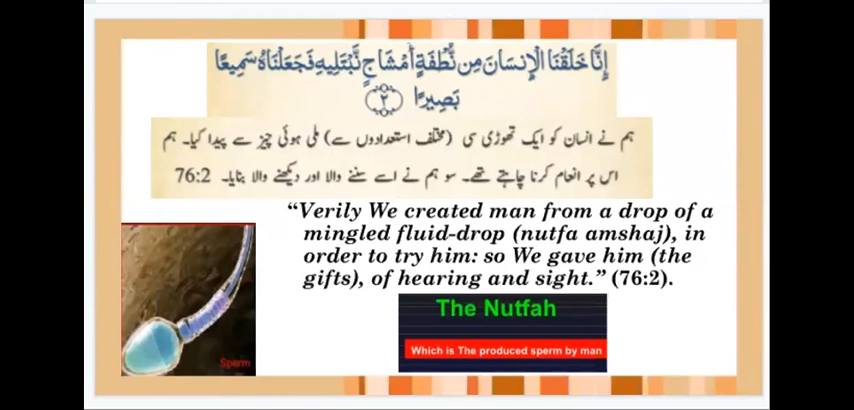 إِنَّا خَلَقْنَا الْإِنسَانَ مِن نُّطْفَةٍ أَمْشَاجٍ نَّبْتَلِيهِ فَجَعَلْنَاهُ سَمِيعًا
بَصِيرًا ﴿٢﴾
ہم نے انسان کو ایک تھوڑی سی (مختلف استعدادوں سے) ملی ہوئی چیز سے پیدا کیا۔ ہم
اس پر انعام کرنا چاہتے تھے۔ سو ہم نے اسے سننے والا اور دیکھنے والا بنایا۔ 76:2
“Verily We created man from a drop of a
mingled fluid-drop (nutfa amshaj), in
order to try him: so We gave him (the
gifts), of hearing and sight.” (76:2).
The Nutfah
Which is The produced sperm by man
Sperm